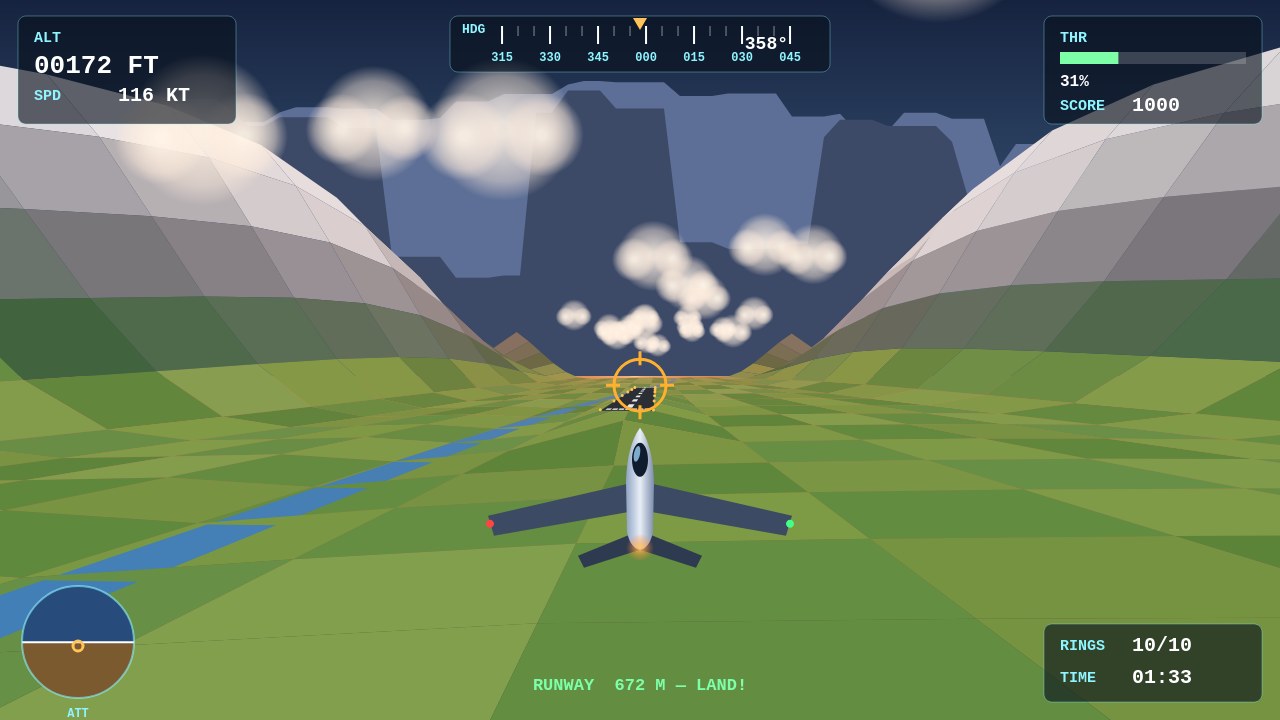 ALT
00172 FT
SPD 116 KT
HDG
358°
315 330 345 000 015 030 045
THR
31%
SCORE 1000
RUNWAY 672 M — LAND!
RINGS 10/10
TIME 01:33
ATT